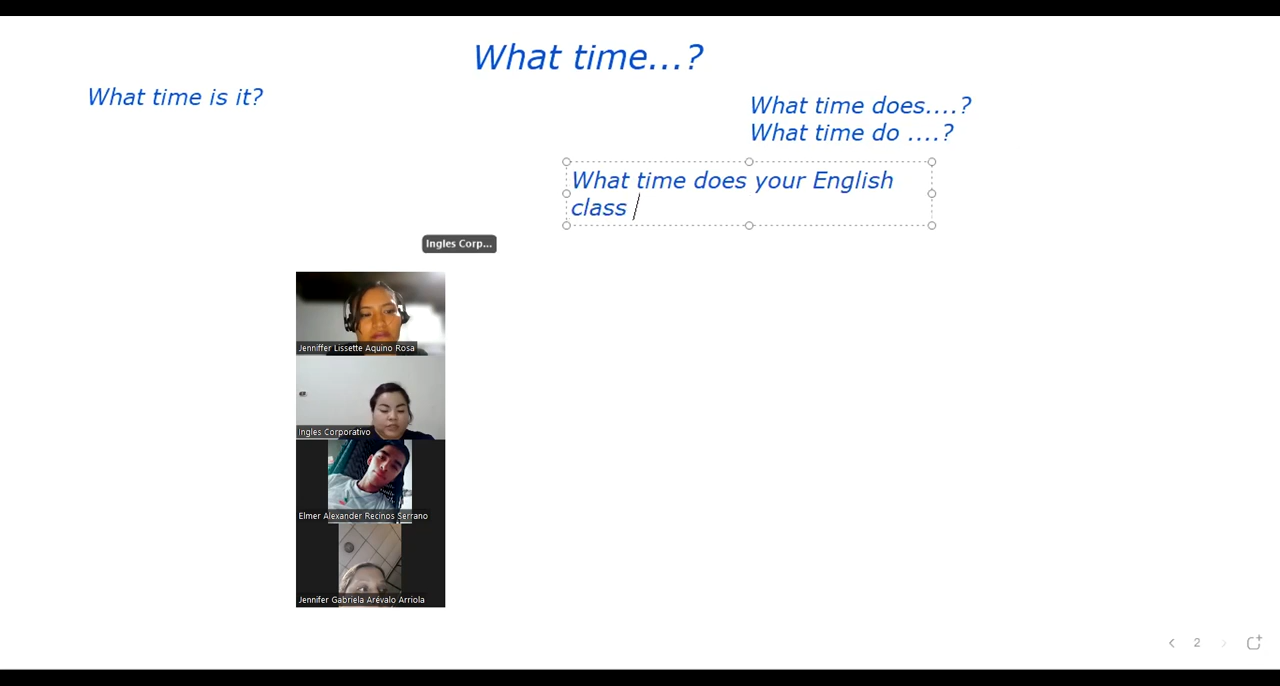 What time...?
What time is it?
What time does....?
What time do ....?
What time does your English
class
Ingles Corp...
Jenniffer Lissette Aquino Rosa
Ingles Corporativo
Elmer Alexander Recinos Serrano
Jennifer Gabriela Arévalo Arriola
2